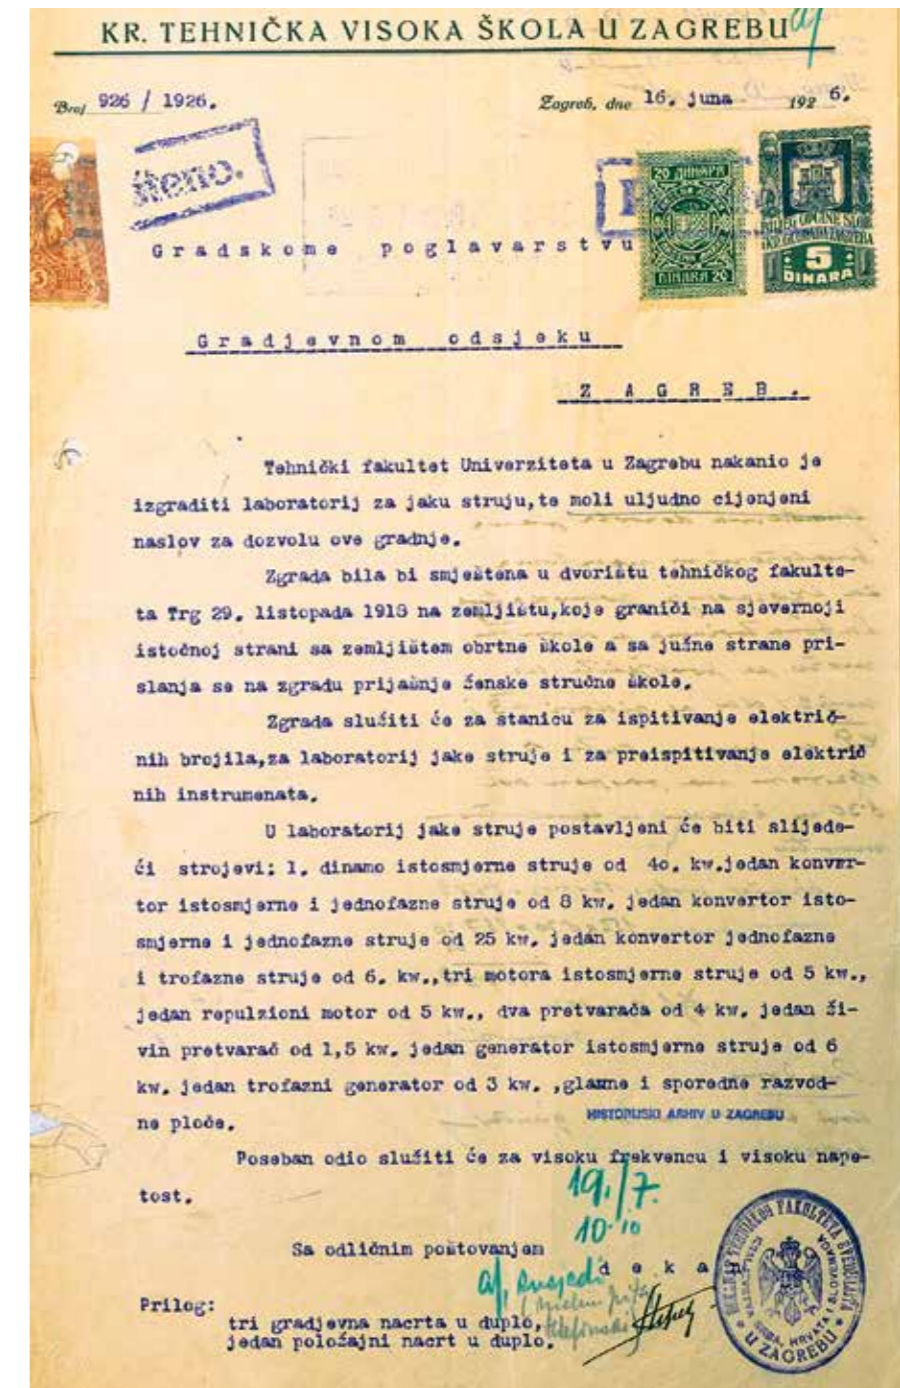 KR. TEHNIČKA VISOKA ŠKOLA U ZAGREBU
Broj 926 / 1926.
Zagreb, dne 16. juna 1926.
20 ДИНАРА
DINARA 20
5
DINARA
Gradskome poglavarstvu
Gradjevnom odsjeku
ZAGREB.
Tehnički fakultet Univerziteta u Zagrebu nakanio je
izgraditi laboratorij za jaku struju,te moli uljudno cijenjeni
naslov za dozvolu ove gradnje.
Zgrada bila bi smještena u dvorištu tehničkog fakulte-
ta Trg 29. listopada 1918 na zemljištu,koje graniči na sjevernoji
istočnoj strani sa zemljištem obrtne škole a sa južne strane pri-
slanja se na zgradu prijašnje ženske stručne škole.
Zgrada služiti će za stanicu za ispitivanje električ-
nih brojila,za laboratorij jake struje i za preispitivanje električ
nih instrumenata.
U laboratorij jake struje postavljeni će biti slijede-
ći strojevi: 1. dinamo istosmjerne struje od 4o. kw.jedan konver-
tor istosmjerne i jednofazne struje od 8 kw. jedan konvertor isto-
smjerne i jednofazne struje od 25 kw. jedan konvertor jednofazne
i trofazne struje od 6. kw.,tri motora istosmjerne struje od 5 kw.,
jedan repulzioni motor od 5 kw., dva pretvarača od 4 kw. jedan ži-
vin pretvarač od 1,5 kw. jedan generator istosmjerne struje od 6
kw. jedan trofazni generator od 3 kw. ,glavne i sporedne razvod-
ne ploče.
HISTORIJSKI ARHIV U ZAGREBU
Poseban odio služiti će za visoku frekvencu i visoku nape-
tost.
19./7.
10
Sa odličnim poštovanjem
dekan
Prilog:
tri gradjevna nacrta u duplo,
jedan položajni nacrt u duplo.
U ZAGREBU